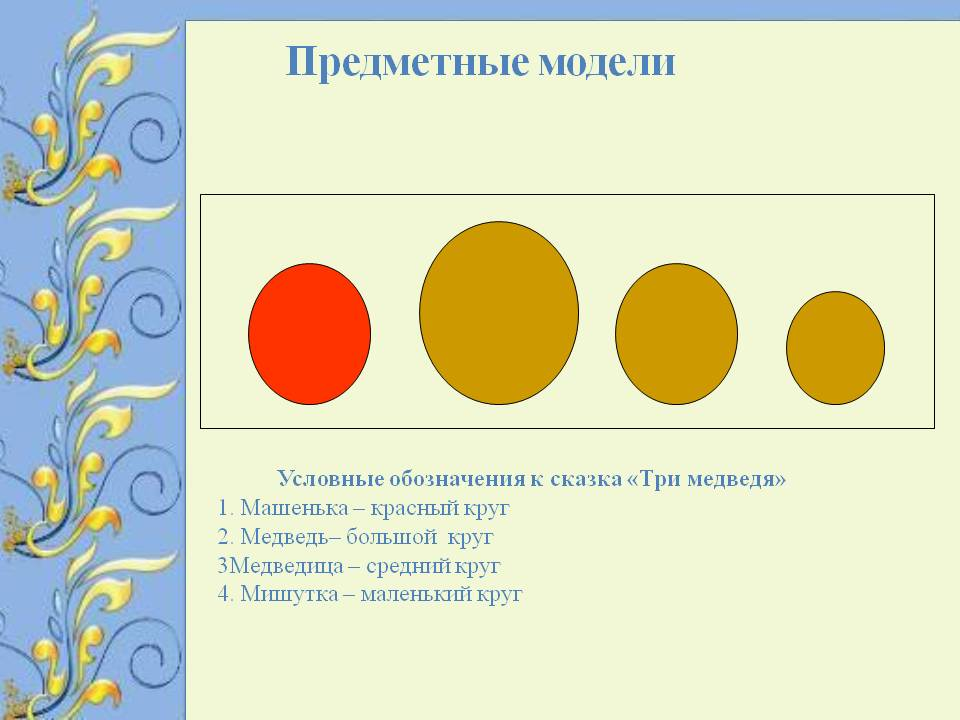 Предметные модели
Условные обозначения к сказка «Три медведя»
1. Машенька – красный круг
2. Медведь– большой  круг
3Медведица – средний круг
4. Мишутка – маленький круг